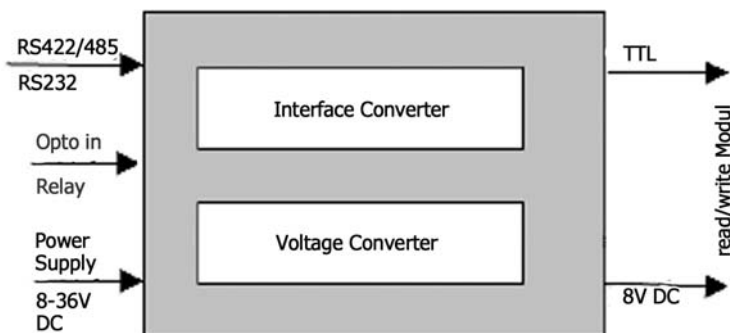 RS422/485
RS232
Opto in
Relay
Power
Supply
8-36V
DC
Interface Converter
Voltage Converter
TTL
8V DC
read/write Modul